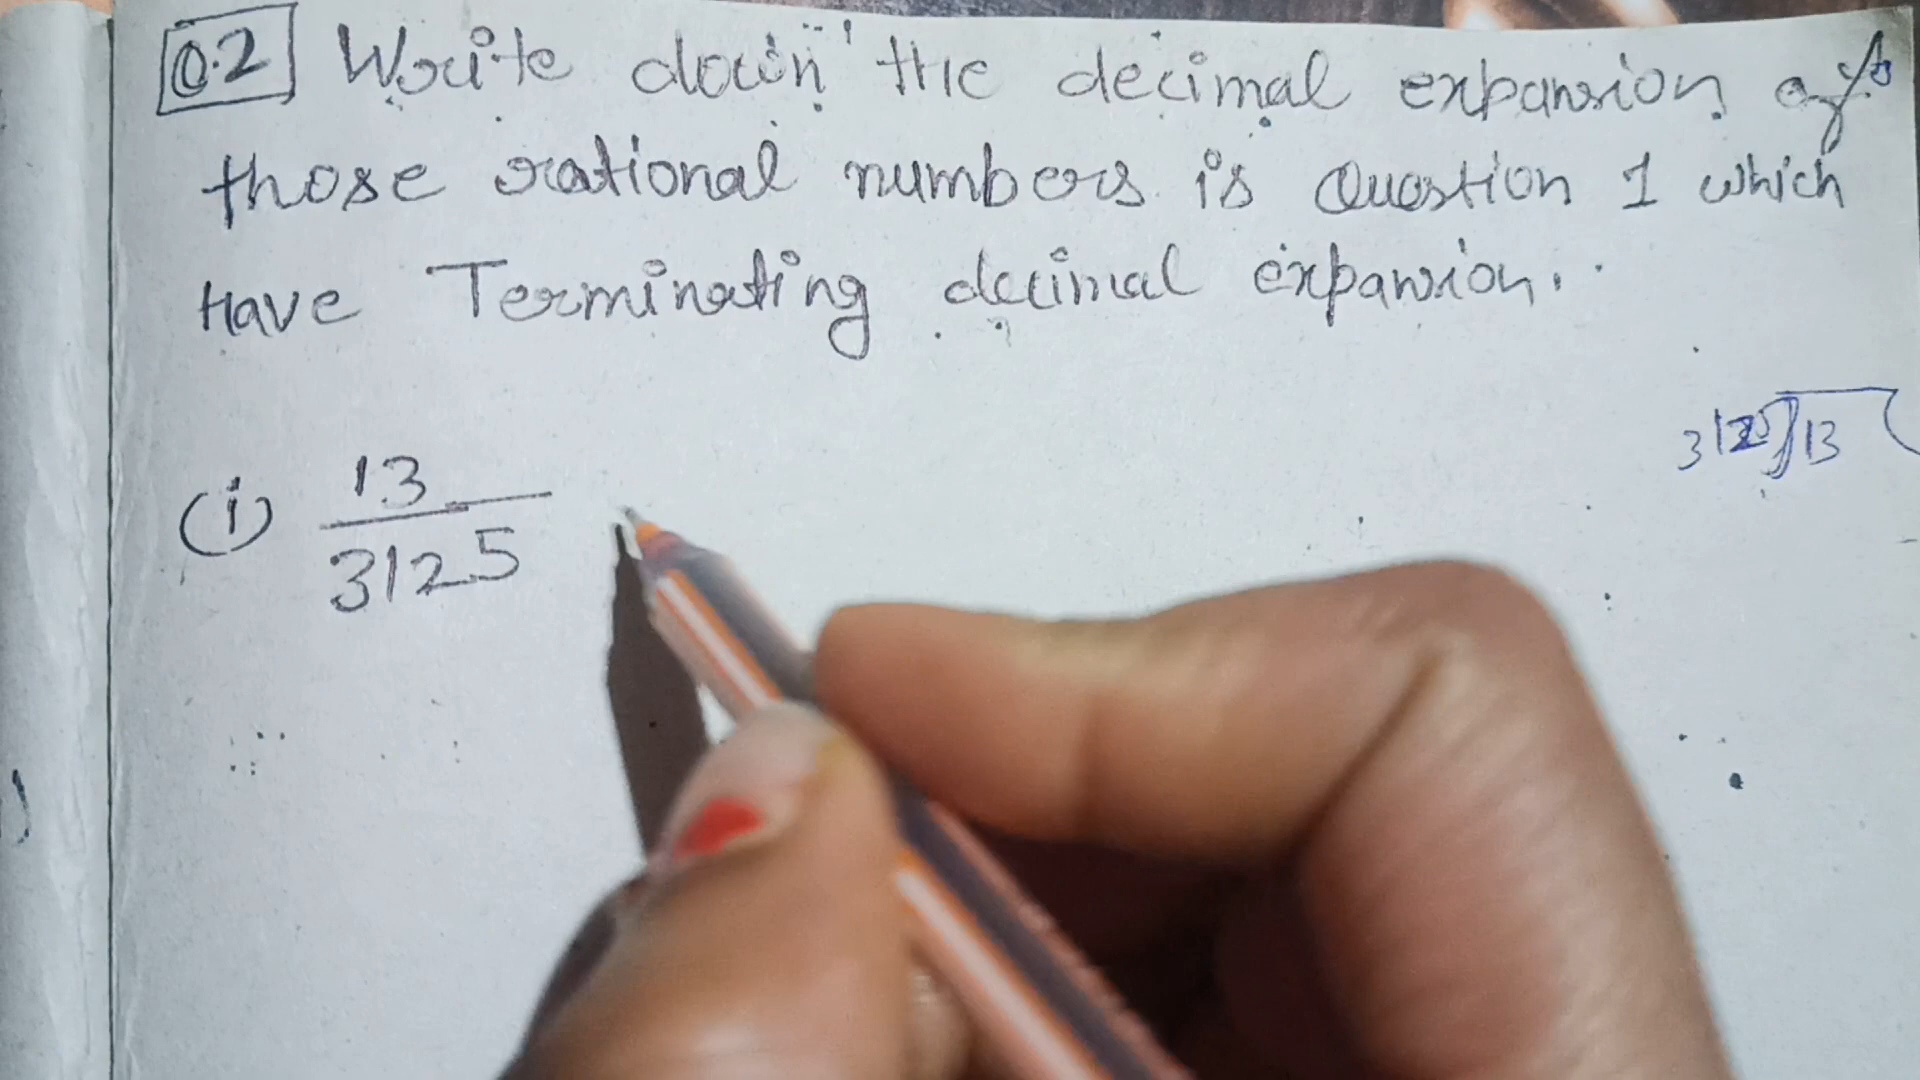 Q.2 Write down the decimal expansion of
those rational numbers is Question 1 which
Have Terminating decimal expansion.
3125)13(
(i) 13
3125